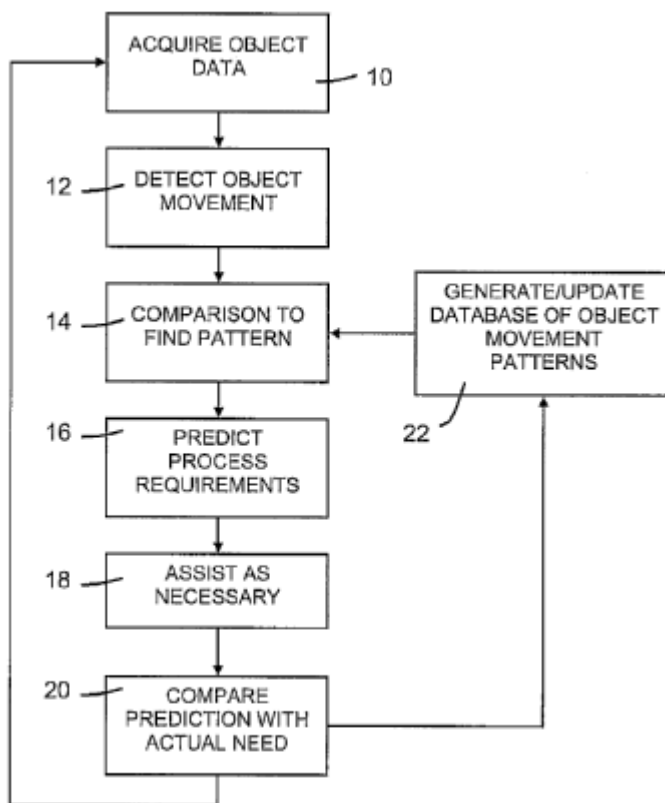 ACQUIRE OBJECT
DATA
10
12
DETECT OBJECT
MOVEMENT
14
COMPARISON TO
FIND PATTERN
GENERATE/UPDATE
DATABASE OF OBJECT
MOVEMENT
PATTERNS
22
16
PREDICT
PROCESS
REQUIREMENTS
18
ASSIST AS
NECESSARY
20
COMPARE
PREDICTION WITH
ACTUAL NEED